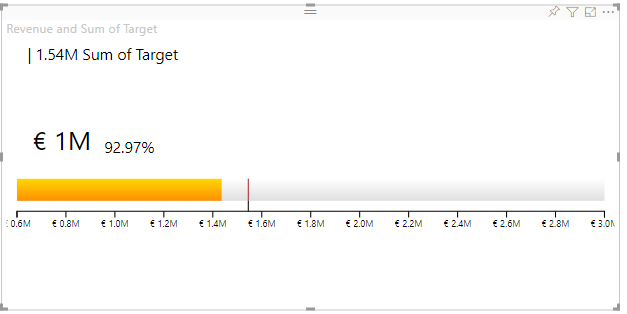 Revenue and Sum of Target
| 1.54M Sum of Target
€ 1M 92.97%
€ 0.6M € 0.8M € 1.0M € 1.2M € 1.4M € 1.6M € 1.8M € 2.0M € 2.2M € 2.4M € 2.6M € 2.8M € 3.0M